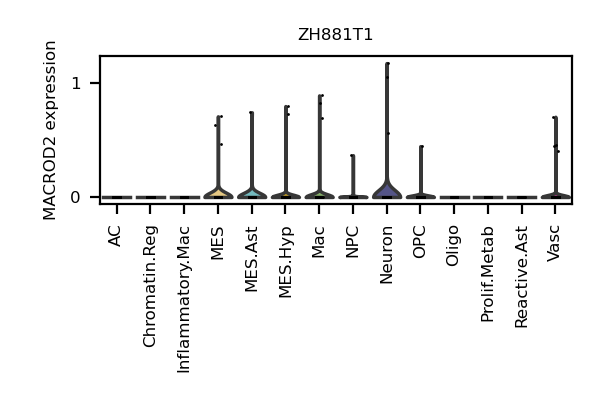 ZH881T1
MACROD2 expression
1
0
AC
Chromatin.Reg
Inflammatory.Mac
MES
MES.Ast
MES.Hyp
Mac
NPC
Neuron
OPC
Oligo
Prolif.Metab
Reactive.Ast
Vasc